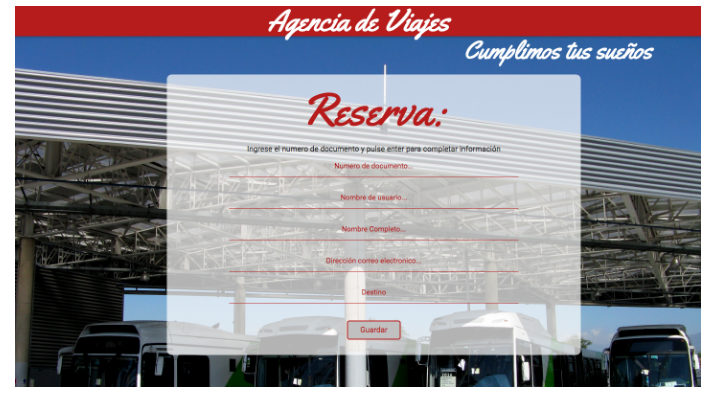 Agencia de Viajes
Cumplimos tus sueños
Reserva:
Ingrese el numero de documento y pulse enter para completar información
Numero de documento...
Nombre de usuario...
Nombre Completo...
Dirección correo electronico...
Destino
Guardar